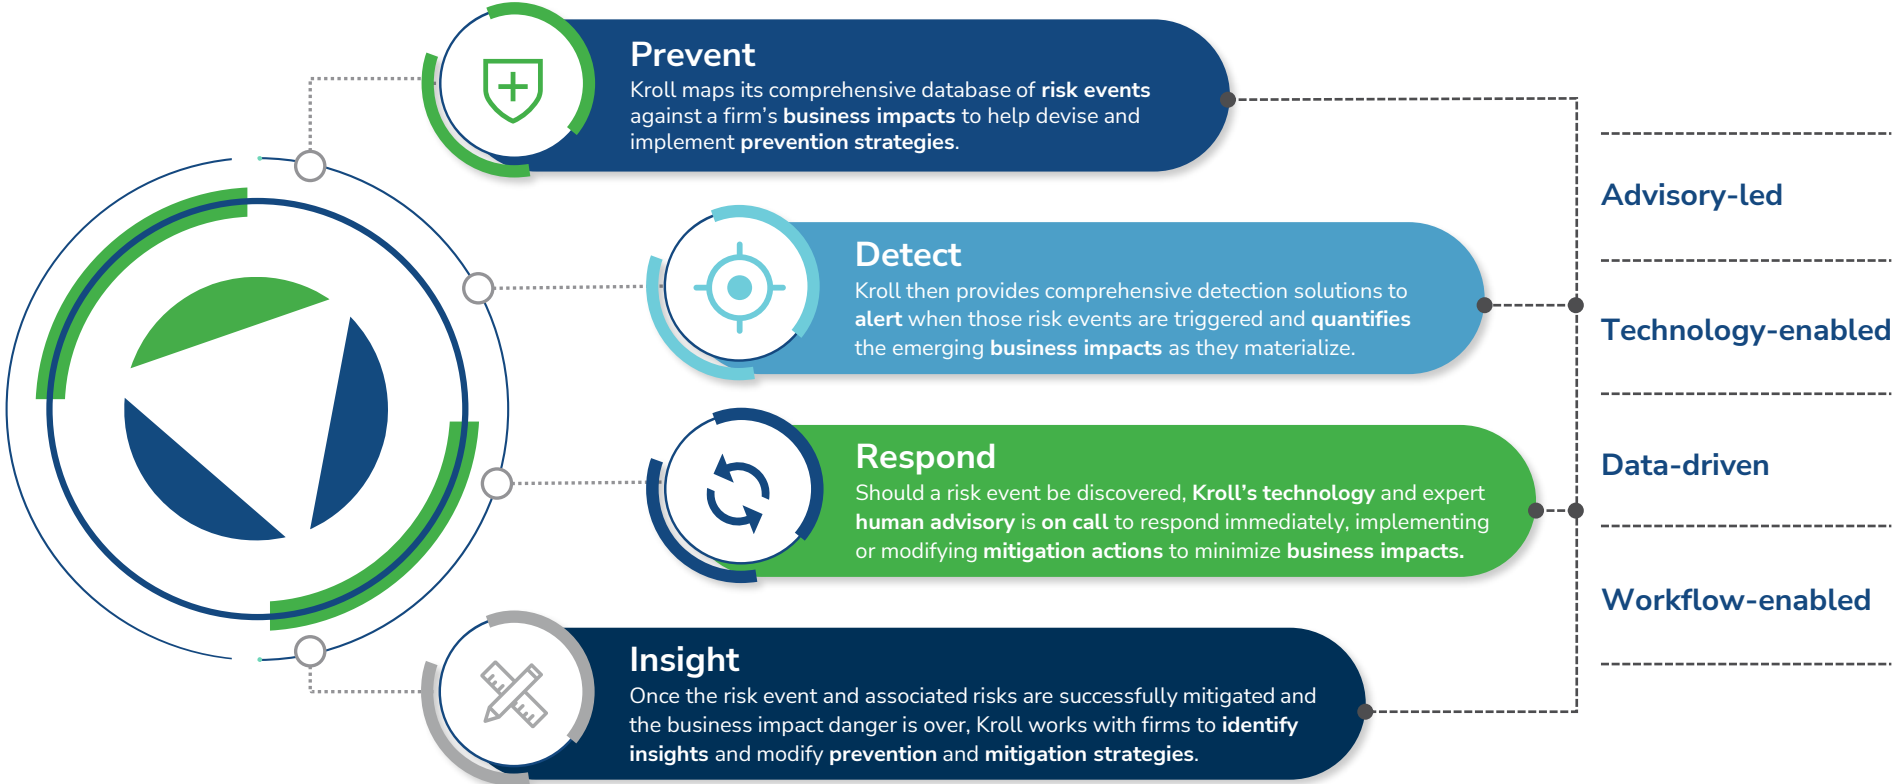 Prevent
Kroll maps its comprehensive database of risk events
against a firm's business impacts to help devise and
implement prevention strategies.
Detect
Kroll then provides comprehensive detection solutions to
alert when those risk events are triggered and quantifies
the emerging business impacts as they materialize.
Respond
Should a risk event be discovered, Kroll's technology and expert
human advisory is on call to respond immediately, implementing
or modifying mitigation actions to minimize business impacts.
Insight
Once the risk event and associated risks are successfully mitigated and
the business impact danger is over, Kroll works with firms to identify
insights and modify prevention and mitigation strategies.
Advisory-led
Technology-enabled
Data-driven
Workflow-enabled